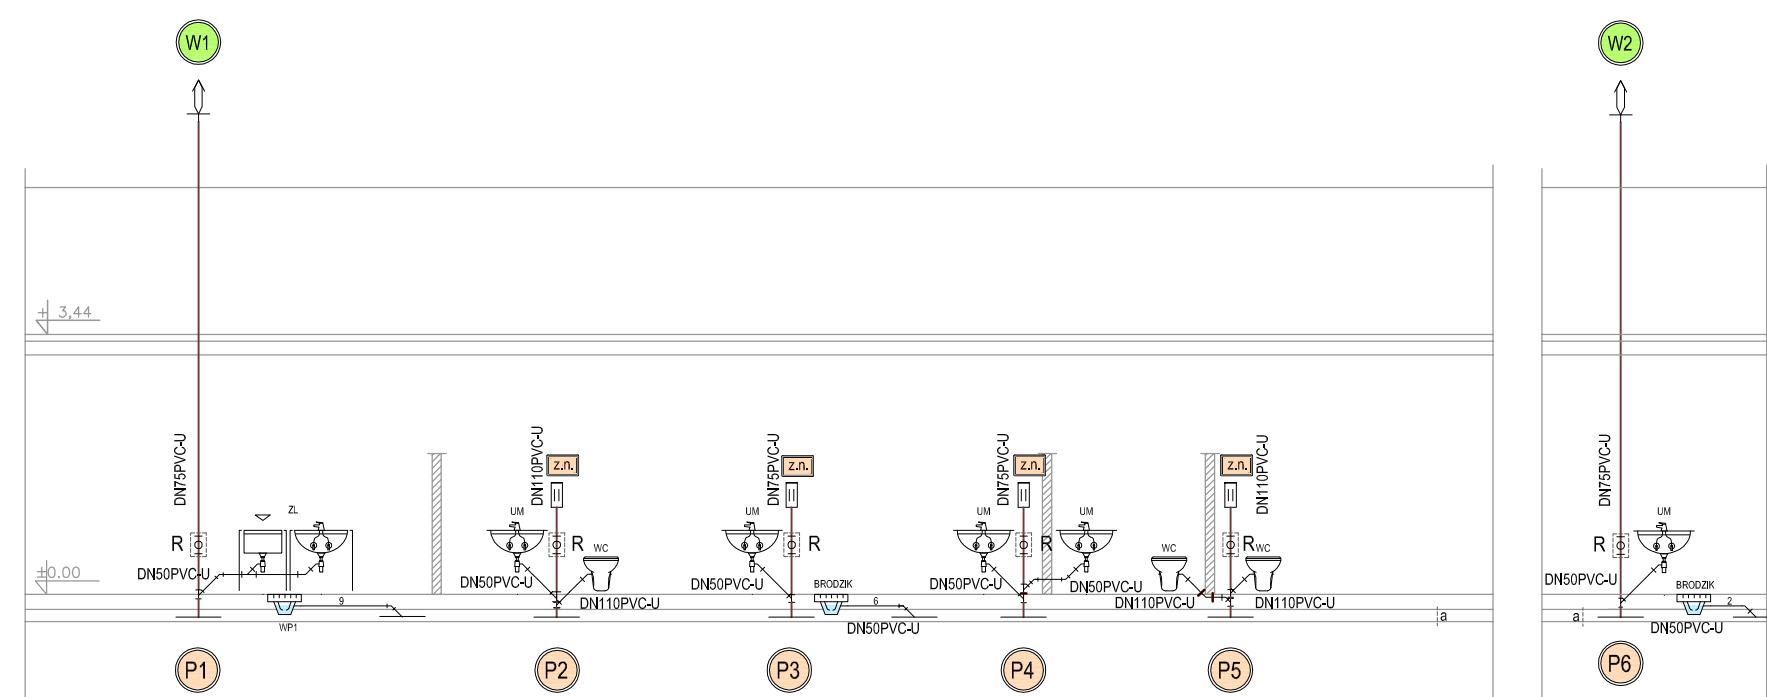 W1
W2
+ 3,44
DN75PVC-U
DN110PVC-U
z.n.
DN75PVC-U
z.n.
DN75PVC-U
z.n.
z.n.
DN110PVC-U
DN75PVC-U
ZL
UM
UM
UM
UM
UM
R
R
WC
R
R
WC
R
WC
R
±0.00
DN50PVC-U
DN50PVC-U
DN50PVC-U
BRODZIK
DN50PVC-U
DN50PVC-U
DN50PVC-U
BRODZIK
9
DN110PVC-U
6
DN110PVC-U
DN110PVC-U
2
WP1
DN50PVC-U
a
a
DN50PVC-U
P1
P2
P3
P4
P5
P6